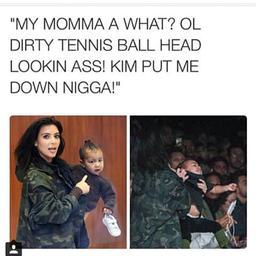 "MY MOMMA A WHAT? OL
DIRTY TENNIS BALL HEAD
LOOKIN ASS! KIM PUT ME
DOWN NIGGA!"